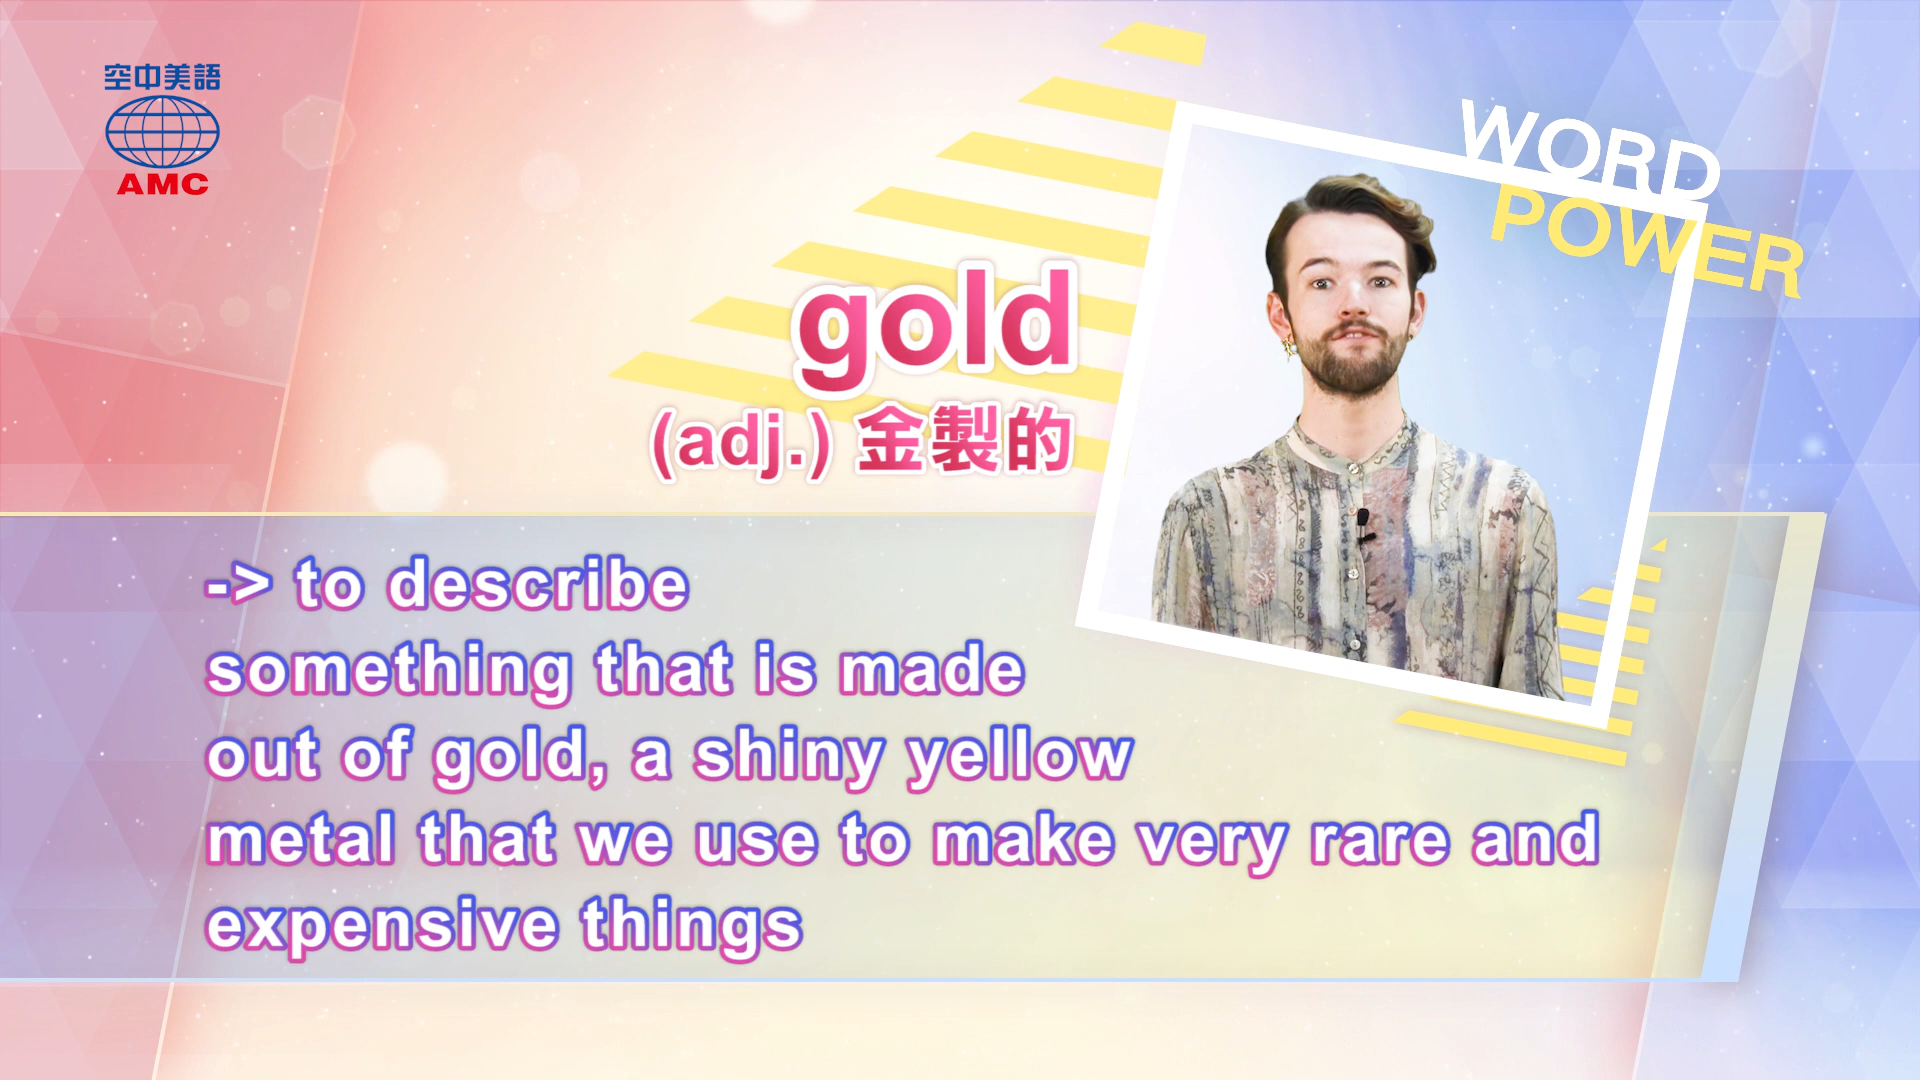 空中美語
AMC
WORD
POWER
gold
(adj.) 金製的
-> to describe
something that is made
out of gold, a shiny yellow
metal that we use to make very rare and
expensive things